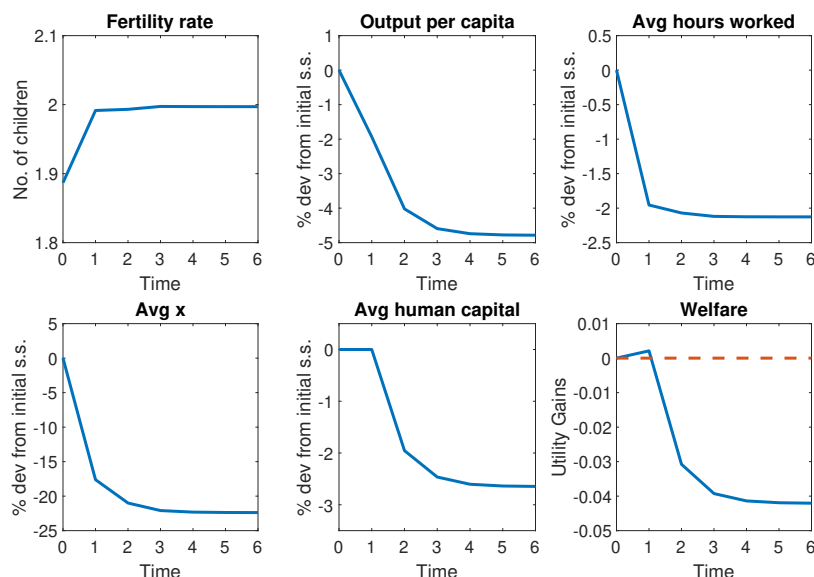 Fertility rate
2.1
2
1.9
1.8
No. of children
0 1 2 3 4 5 6
Time
Output per capita
1
0
-1
-2
-3
-4
-5
% dev from initial s.s.
0 1 2 3 4 5 6
Time
Avg hours worked
0.5
0
-0.5
-1
-1.5
-2
-2.5
% dev from initial s.s.
0 1 2 3 4 5 6
Time
Avg x
5
0
-5
-10
-15
-20
-25
% dev from initial s.s.
0 1 2 3 4 5 6
Time
Avg human capital
0
-1
-2
-3
% dev from initial s.s.
0 1 2 3 4 5 6
Time
Welfare
0.01
0
-0.01
-0.02
-0.03
-0.04
-0.05
Utility Gains
0 1 2 3 4 5 6
Time